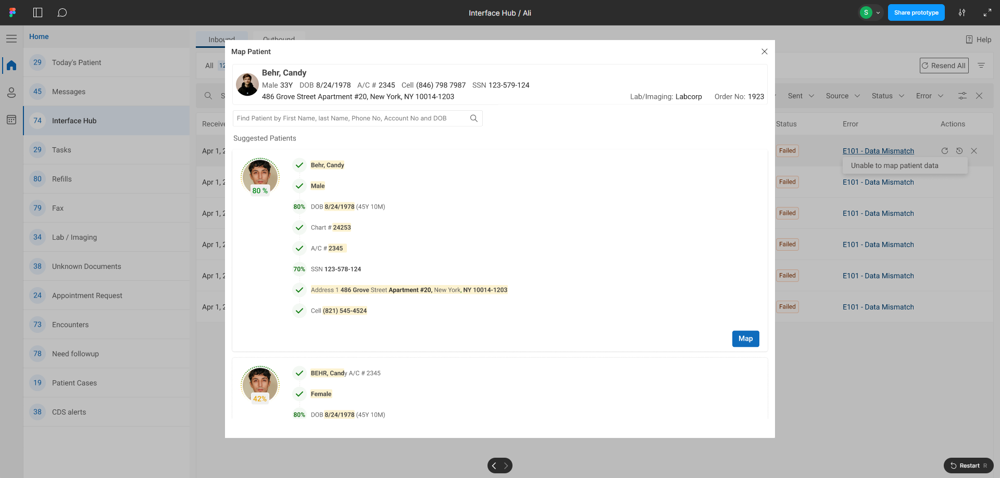 Interface Hub / Ali
S
Share prototype
Home
Inbound
Outbound
Help
29 Today's Patient
45 Messages
74 Interface Hub
29 Tasks
80 Refills
79 Fax
34 Lab / Imaging
38 Unknown Documents
24 Appointment Request
73 Encounters
78 Need followup
19 Patient Cases
38 CDS alerts
All 12
Resend All
S
Sent
Source
Status
Error
Receive
Status
Error
Actions
Apr 1, 2
Failed
E101 - Data Mismatch
Unable to map patient data
Apr 1, 2
Failed
E101 - Data Mismatch
Apr 1, 2
Failed
E101 - Data Mismatch
Apr 1, 2
Failed
E101 - Data Mismatch
Apr 1, 2
Failed
E101 - Data Mismatch
Apr 1, 2
Failed
E101 - Data Mismatch
Map Patient
Behr, Candy
Male 33Y DOB 8/24/1978 A/C # 2345 Cell (846) 798 7987 SSN 123-579-124
486 Grove Street Apartment #20, New York, NY 10014-1203
Lab/Imaging: Labcorp Order No: 1923
Find Patient by First Name, last Name, Phone No, Account No and DOB
Suggested Patients
80 %
Behr, Candy
Male
80% DOB 8/24/1978 (45Y 10M)
Chart # 24253
A/C # 2345
70% SSN 123-578-124
Address 1 486 Grove Street Apartment #20, New York, NY 10014-1203
Cell (821) 545-4524
Map
42%
BEHR, Candy A/C # 2345
Female
80% DOB 8/24/1978 (45Y 10M)
Restart R